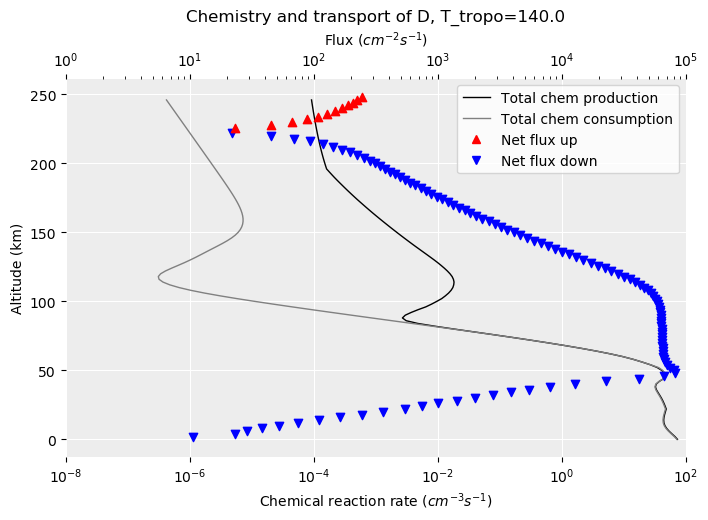 Chemistry and transport of D, T_tropo=140.0
Flux (cm⁻²s⁻¹)
10⁰ 10¹ 10² 10³ 10⁴ 10⁵
Total chem production
Total chem consumption
Net flux up
Net flux down
Altitude (km)
250
200
150
100
50
0
10⁻⁸ 10⁻⁶ 10⁻⁴ 10⁻² 10⁰ 10²
Chemical reaction rate (cm⁻³s⁻¹)